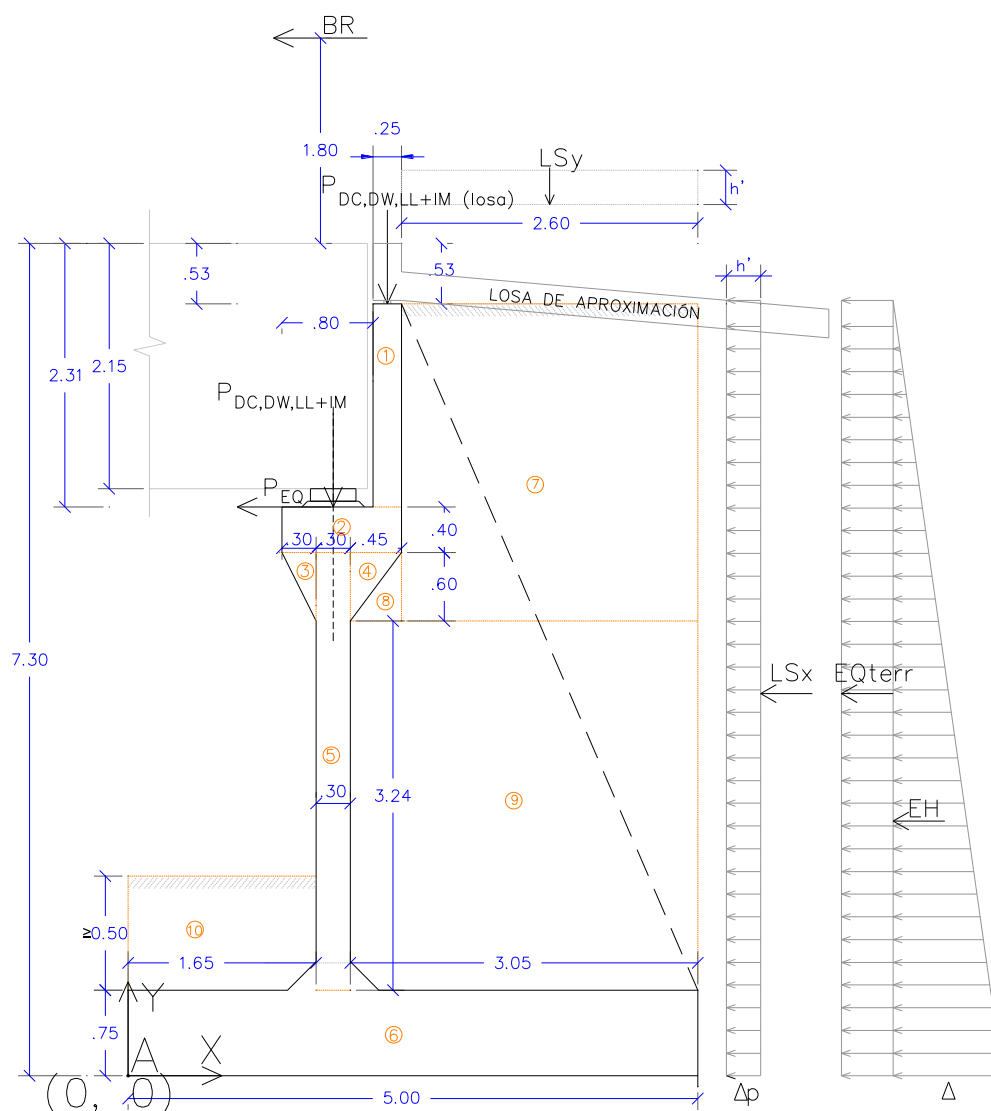 BR
.25
1.80
LSy
h'
P DC,DW,LL+IM (losa)
2.60
.53
.53
h'
LOSA DE APROXIMACIÓN
.80
1
2.15
2.31
P DC,DW,LL+IM
P EQ
7
2
.40
.30
.30
.45
3
4
.60
8
7.30
LSx
EQterr
5
.30
3.24
9
EH
10
≥0.50
1.65
3.05
Y
.75
6
A
X
(0, 0)
5.00
Δp
Δ